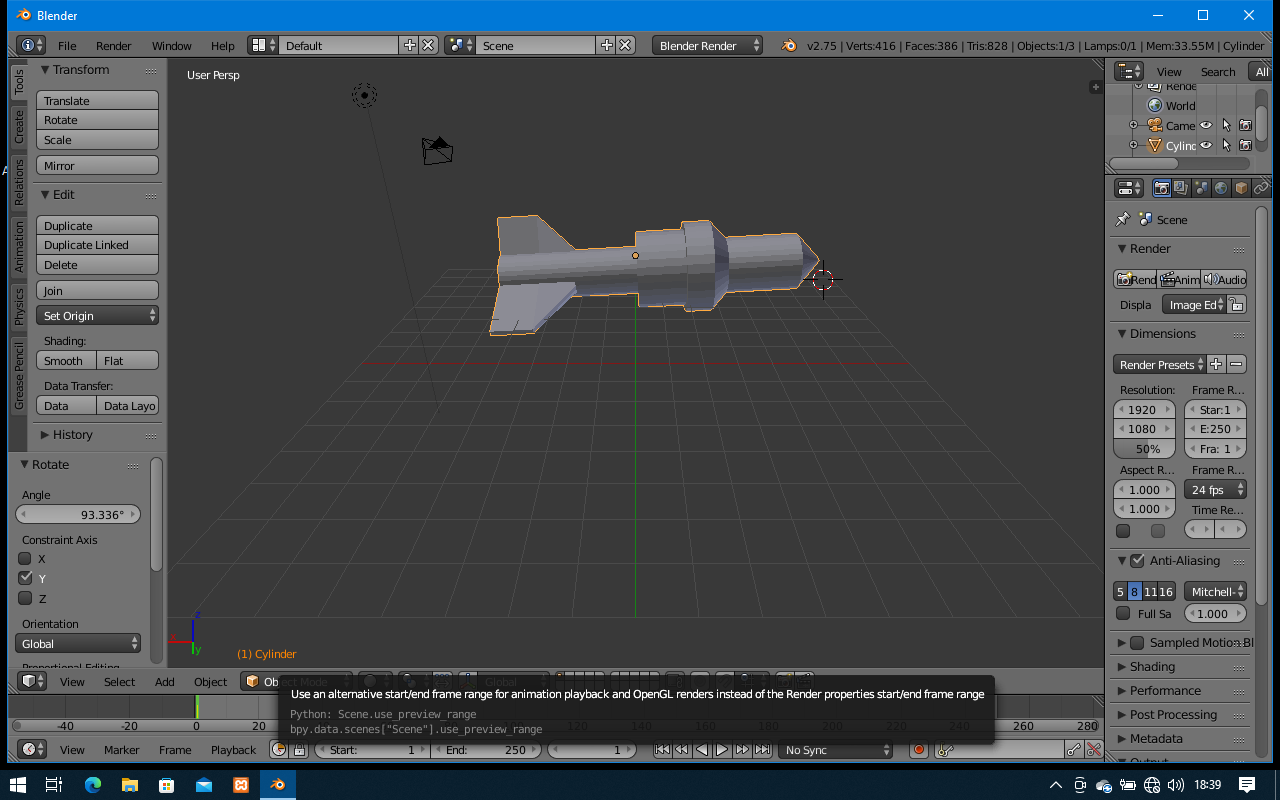 Blender
File Render Window Help Default Scene Blender Render v2.75 | Verts:416 | Faces:386 | Tris:828 | Objects:1/3 | Lamps:0/1 | Mem:33.55M | Cylinder
Tools
Create
Relations
Animation
Physics
Grease Pencil
Transform
Translate
Rotate
Scale
Mirror
Edit
Duplicate
Duplicate Linked
Delete
Join
Set Origin
Shading:
Smooth Flat
Data Transfer:
Data Data Layo
History
Rotate
Angle
93.336°
Constraint Axis
X
Y
Z
Orientation
Global
Proportional Editing
User Persp
z
x
y
(1) Cylinder
View Search All
Rende
World
Came
Cylinc
Scene
Render
Rend Anim Audio
Displa Image Ed
Dimensions
Render Presets
Resolution: Frame R...
1920 Star:1
1080 E:250
50% Fra: 1
Aspect R... Frame R...
1.000 24 fps
1.000 Time Re...
Anti-Aliasing
5 8 11 16 Mitchell-
Full Sa 1.000
Sampled Motion Bl
Shading
Performance
Post Processing
Metadata
Output
View Select Add Object Object Mode Global
Use an alternative start/end frame range for animation playback and OpenGL renders instead of the Render properties start/end frame range
Python: Scene.use_preview_range
bpy.data.scenes["Scene"].use_preview_range
-40 -20 0 20 260 280
View Marker Frame Playback Start: 1 End: 250 1 No Sync
18:39